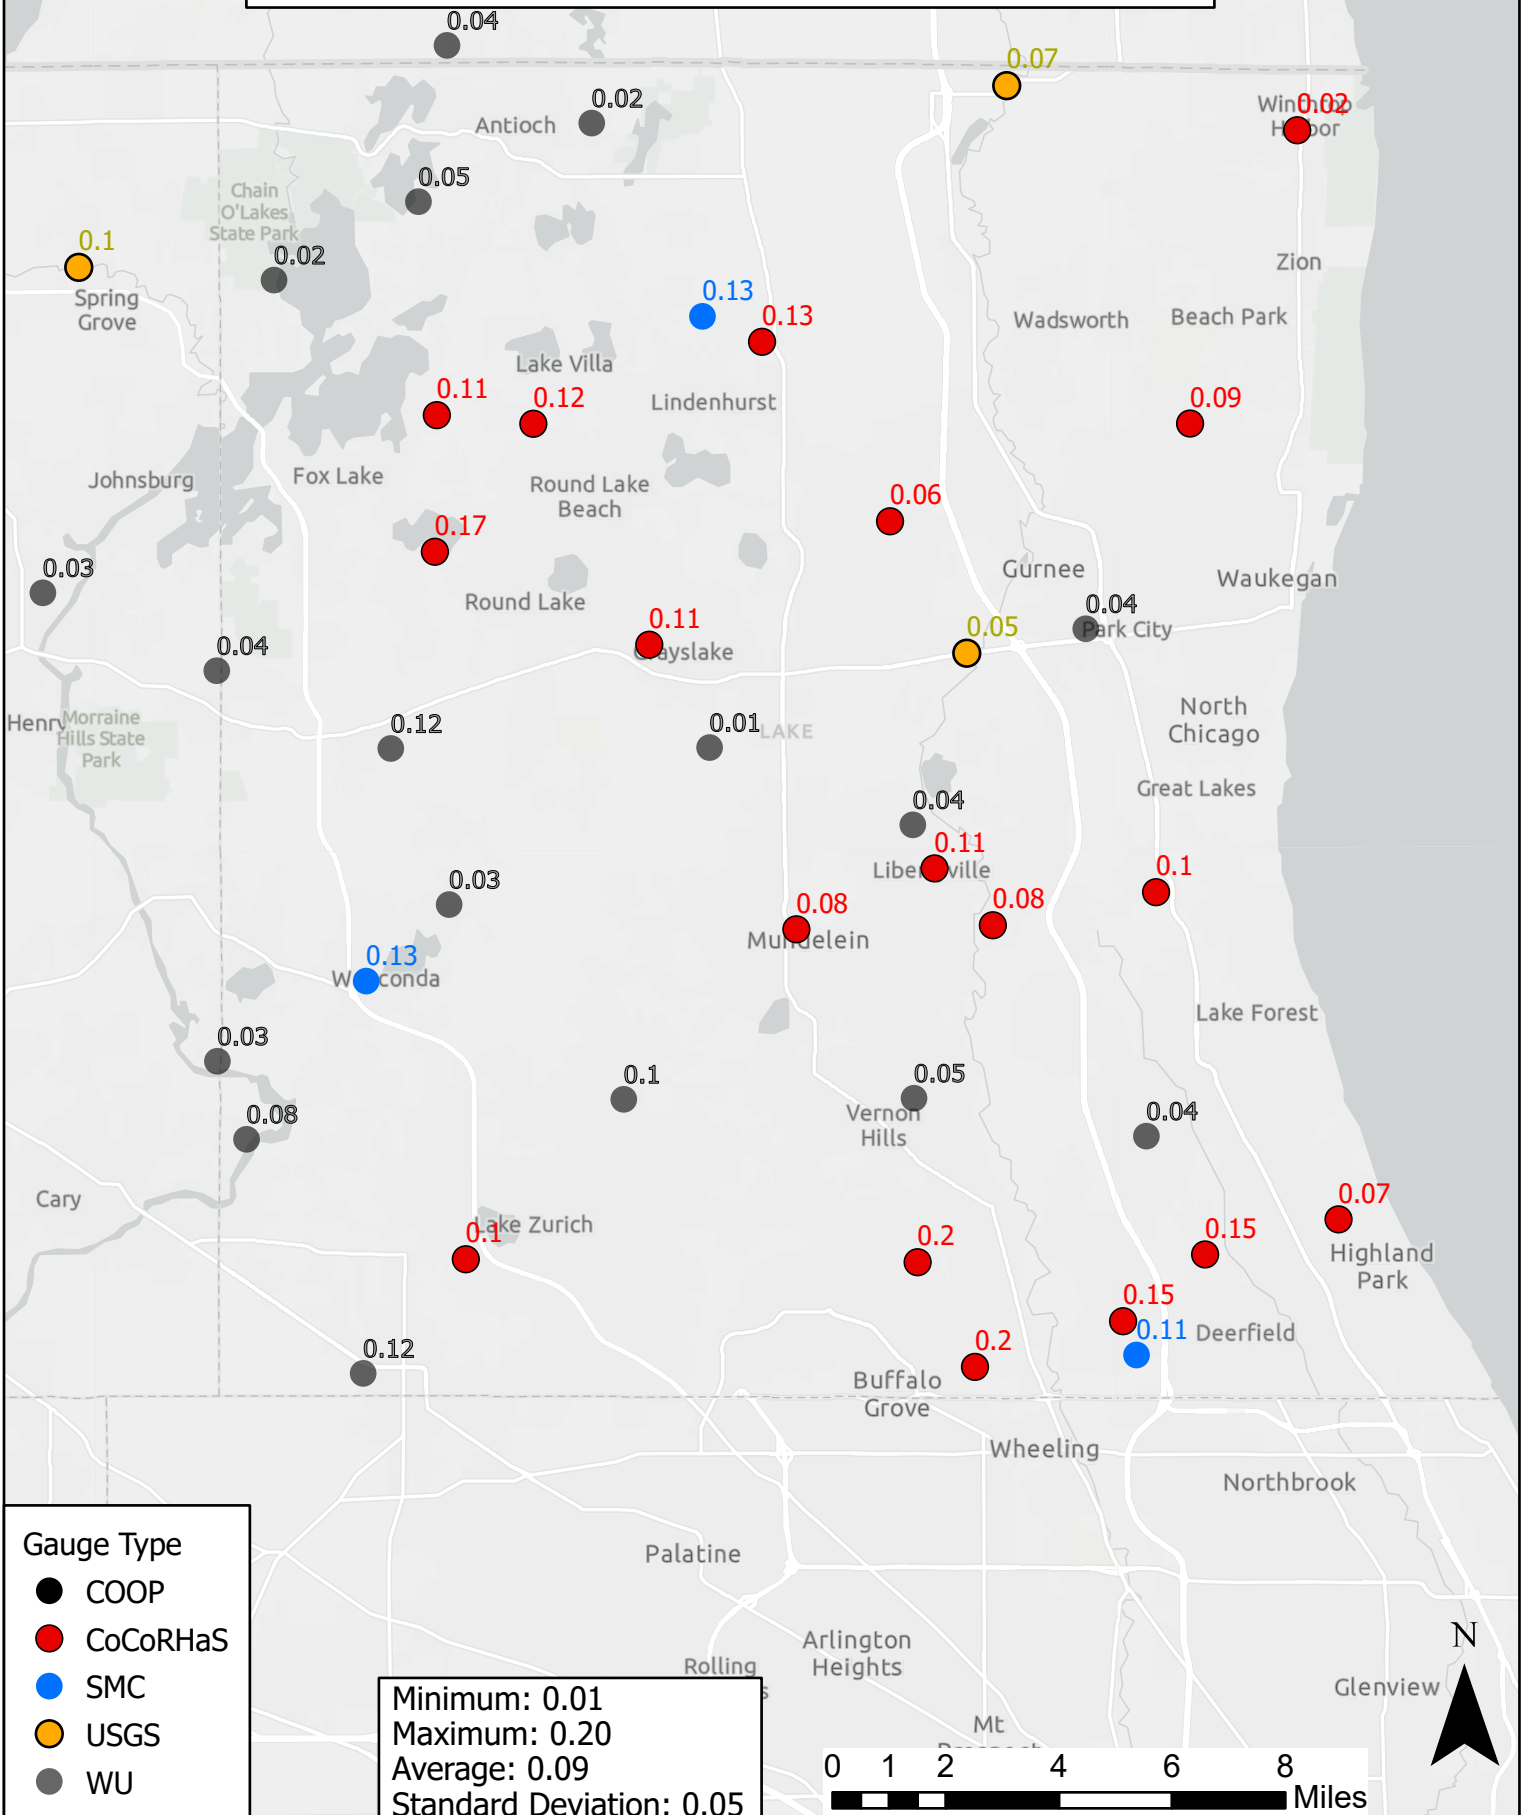 0.04
0.07
0.02
Winthrop
Harbor
0.02
Antioch
0.05
Chain
O'Lakes
State Park
0.1
0.02
Spring
Grove
Zion
0.13
0.13
Wadsworth
Beach Park
Lake Villa
0.11
0.12
Lindenhurst
0.09
Johnsburg
Fox Lake
Round Lake
Beach
0.06
0.17
0.03
Gurnee
Waukegan
Round Lake
0.04
Park City
0.11
Grayslake
0.05
0.04
Henry
Morraine
Hills State
Park
0.12
0.01
LAKE
North
Chicago
Great Lakes
0.04
0.11
Libertyville
0.03
0.08
Mundelein
0.08
0.1
0.13
Wauconda
Lake Forest
0.03
0.1
0.05
Vernon
Hills
0.04
0.08
Cary
0.1
Lake Zurich
0.2
0.15
0.07
Highland
Park
0.15
0.11
Deerfield
0.12
0.2
Buffalo
Grove
Wheeling
Northbrook
Palatine
Arlington
Heights
Rolling
Glenview
Mt
Prospect
Gauge Type
COOP
CoCoRHaS
SMC
USGS
WU
Minimum: 0.01
Maximum: 0.20
Average: 0.09
Standard Deviation: 0.05
N
0 1 2 4 6 8
Miles